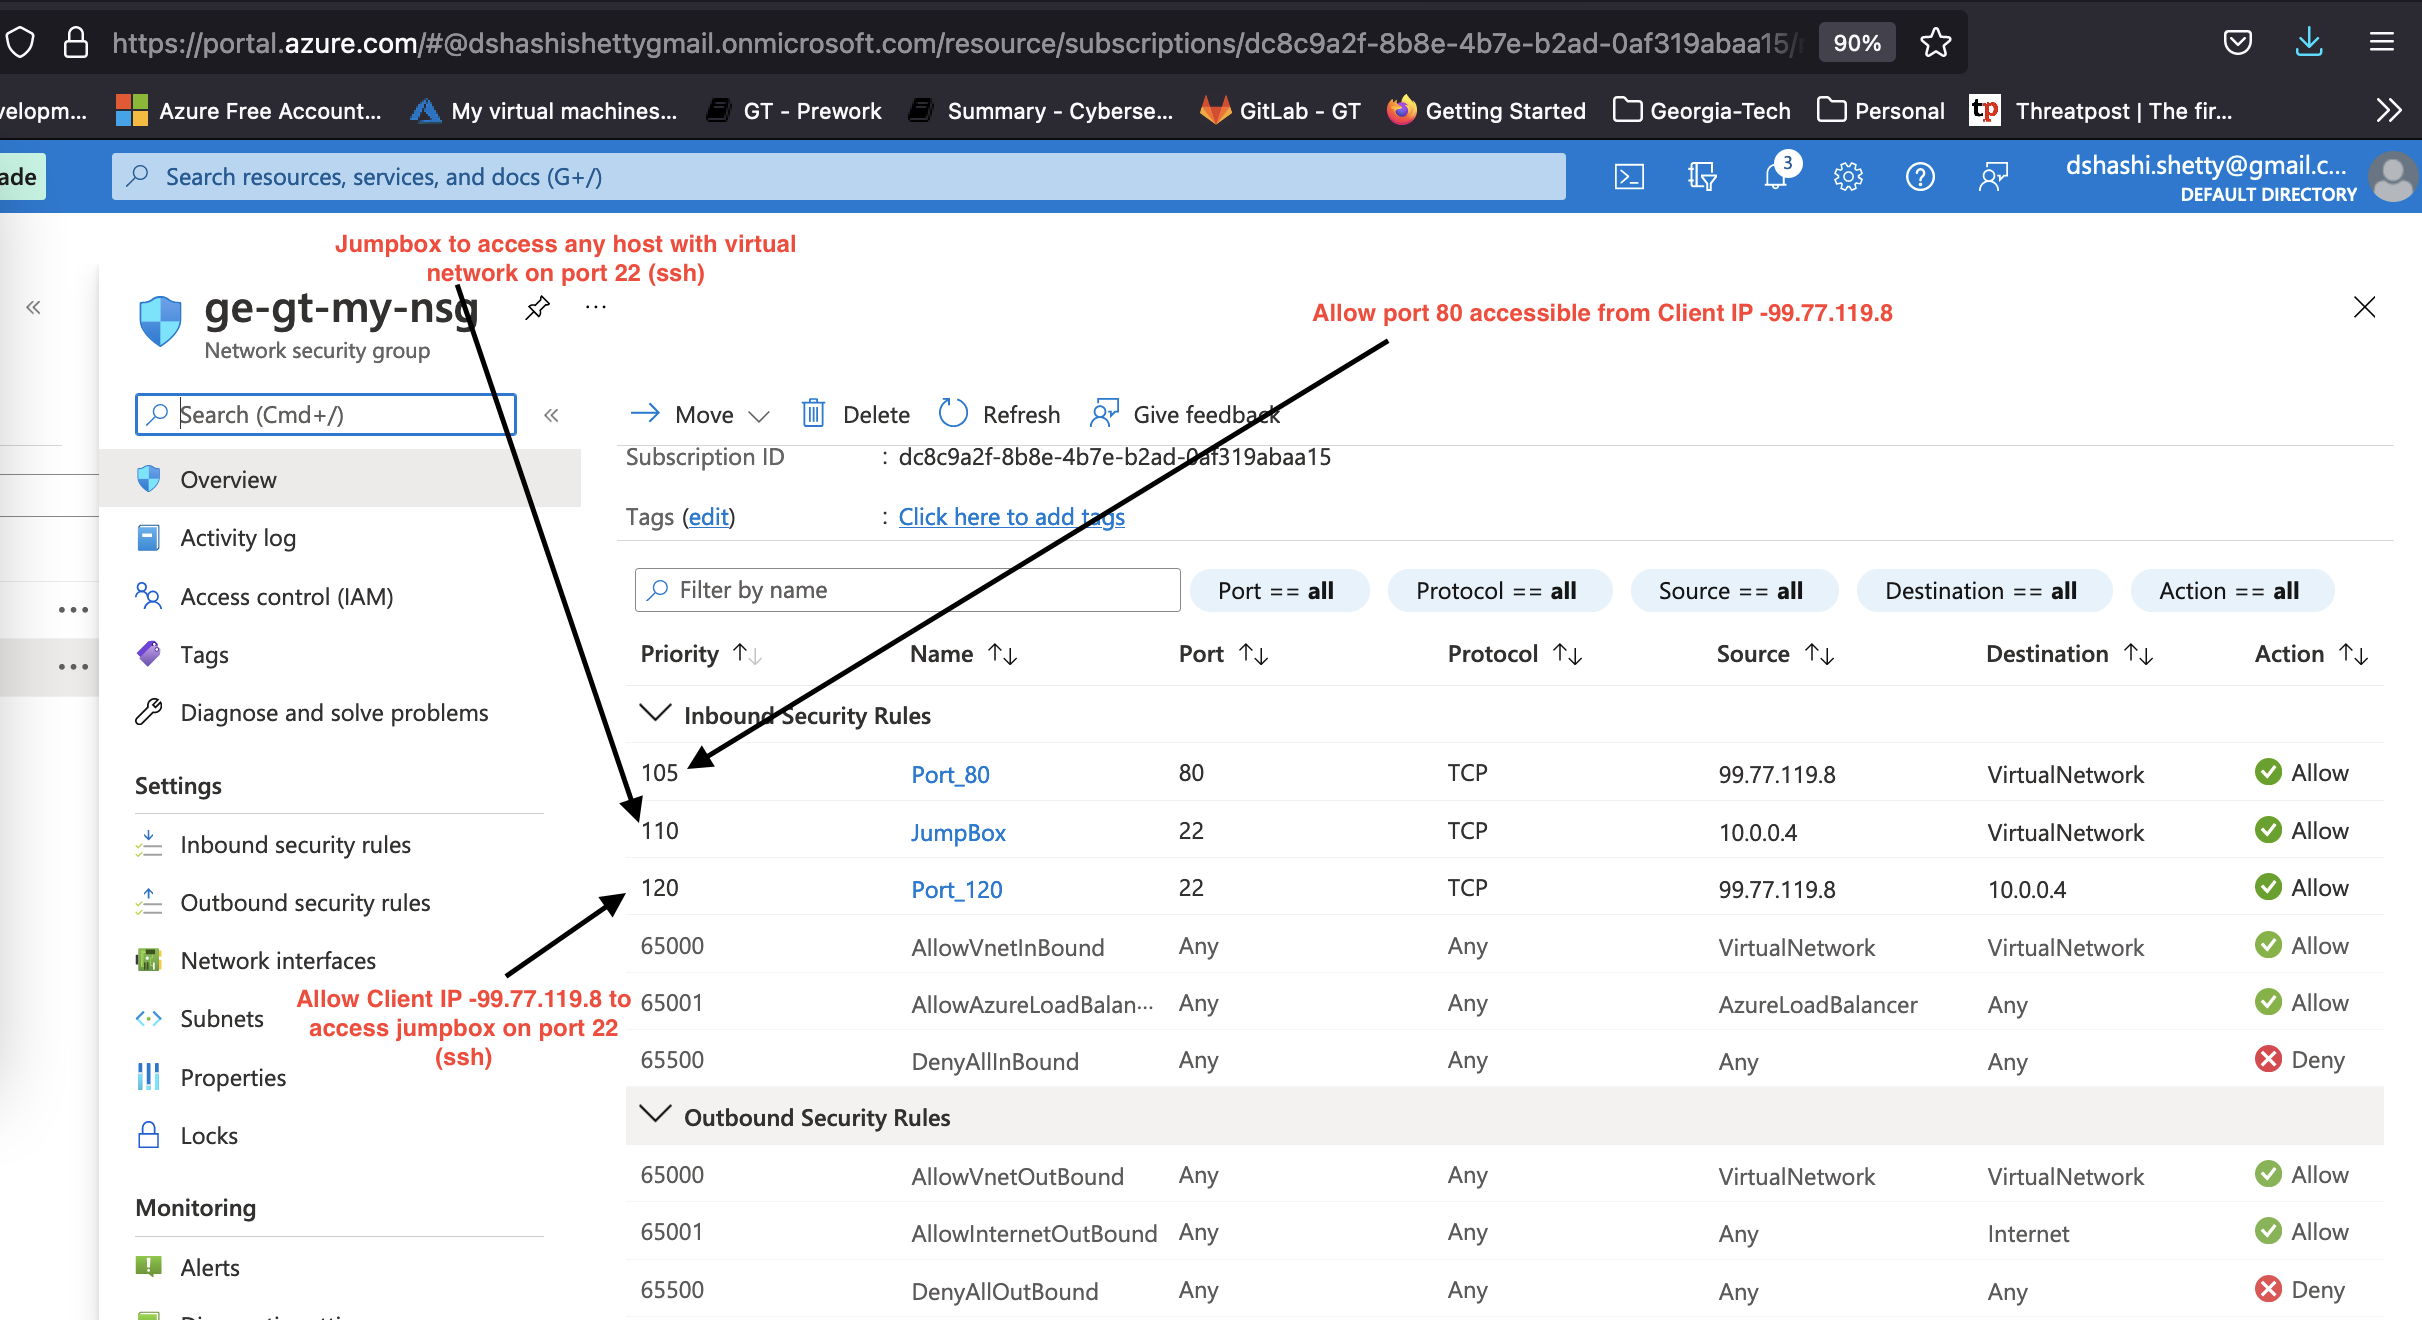 https://portal.azure.com/#@dshashishettygmail.onmicrosoft.com/resource/subscriptions/dc8c9a2f-8b8e-4b7e-b2ad-0af319abaa15/
90%
velopm...
Azure Free Account...
My virtual machines...
GT - Prework
Summary - Cyberse...
GitLab - GT
Getting Started
Georgia-Tech
Personal
tp Threatpost | The fir...
ade
Search resources, services, and docs (G+/)
3
dshashi.shetty@gmail.c...
DEFAULT DIRECTORY
Jumpbox to access any host with virtual
network on port 22 (ssh)
Allow port 80 accessible from Client IP -99.77.119.8
ge-gt-my-nsg
...
Network security group
Search (Cmd+/)
Move
Delete
Refresh
Give feedback
Subscription ID : dc8c9a2f-8b8e-4b7e-b2ad-0af319abaa15
Tags (edit) : Click here to add tags
Overview
Activity log
Access control (IAM)
Tags
Diagnose and solve problems
Settings
Inbound security rules
Outbound security rules
Network interfaces
Subnets
Properties
Locks
Monitoring
Alerts
Allow Client IP -99.77.119.8 to
access jumpbox on port 22
(ssh)
Filter by name
Port == all
Protocol == all
Source == all
Destination == all
Action == all
Priority Name Port Protocol Source Destination Action
Inbound Security Rules
105 Port_80 80 TCP 99.77.119.8 VirtualNetwork Allow
110 JumpBox 22 TCP 10.0.0.4 VirtualNetwork Allow
120 Port_120 22 TCP 99.77.119.8 10.0.0.4 Allow
65000 AllowVnetInBound Any Any VirtualNetwork VirtualNetwork Allow
65001 AllowAzureLoadBalan... Any Any AzureLoadBalancer Any Allow
65500 DenyAllInBound Any Any Any Any Deny
Outbound Security Rules
65000 AllowVnetOutBound Any Any VirtualNetwork VirtualNetwork Allow
65001 AllowInternetOutBound Any Any Any Internet Allow
65500 DenyAllOutBound Any Any Any Any Deny